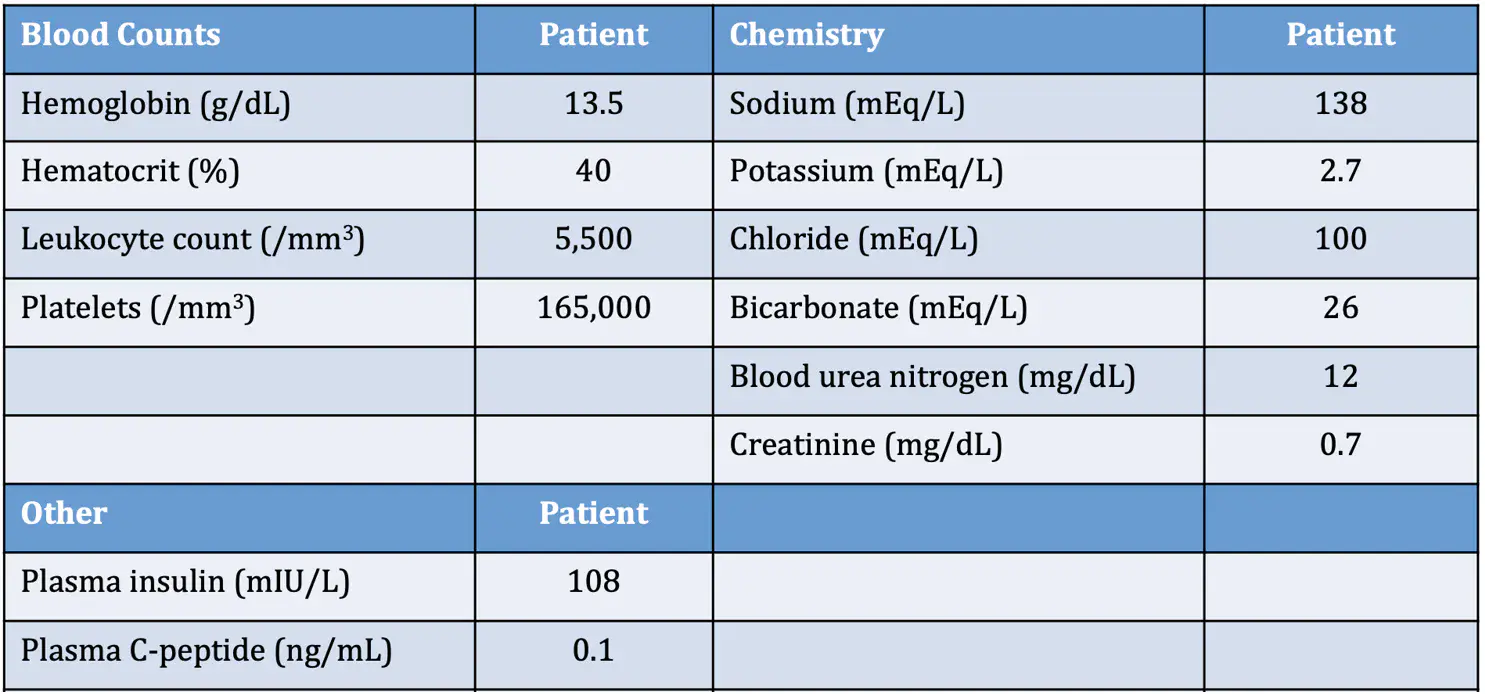 Blood Counts Patient Chemistry Patient
Hemoglobin (g/dL) 13.5 Sodium (mEq/L) 138
Hematocrit (%) 40 Potassium (mEq/L) 2.7
Leukocyte count (/mm³) 5,500 Chloride (mEq/L) 100
Platelets (/mm³) 165,000 Bicarbonate (mEq/L) 26
Blood urea nitrogen (mg/dL) 12
Creatinine (mg/dL) 0.7
Other Patient
Plasma insulin (mIU/L) 108
Plasma C-peptide (ng/mL) 0.1